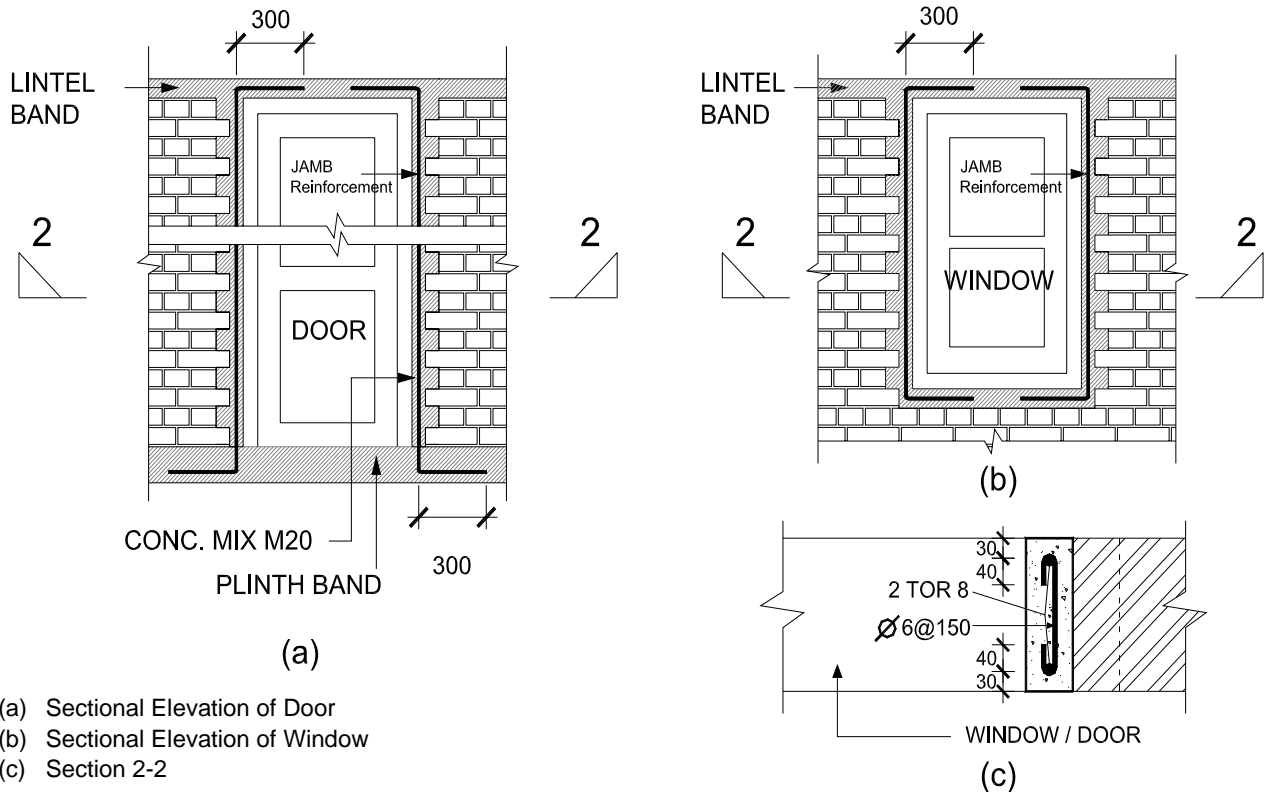 300
LINTEL
BAND
JAMB
Reinforcement
2
2
DOOR
CONC. MIX M20
PLINTH BAND
300
(a)
300
LINTEL
BAND
JAMB
Reinforcement
2
2
WINDOW
(b)
30
40
2 TOR 8
Ø 6@150
40
30
WINDOW / DOOR
(c)
(a) Sectional Elevation of Door
(b) Sectional Elevation of Window
(c) Section 2-2